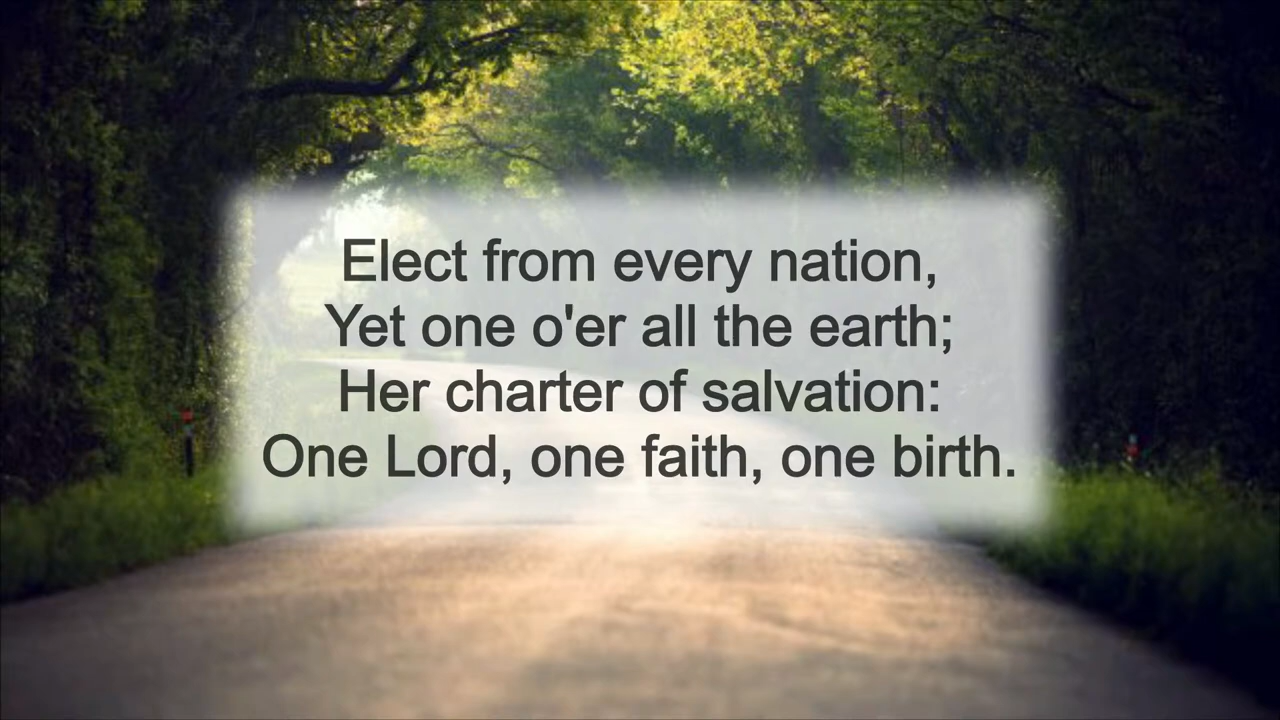 Elect from every nation,
Yet one o'er all the earth;
Her charter of salvation:
One Lord, one faith, one birth.